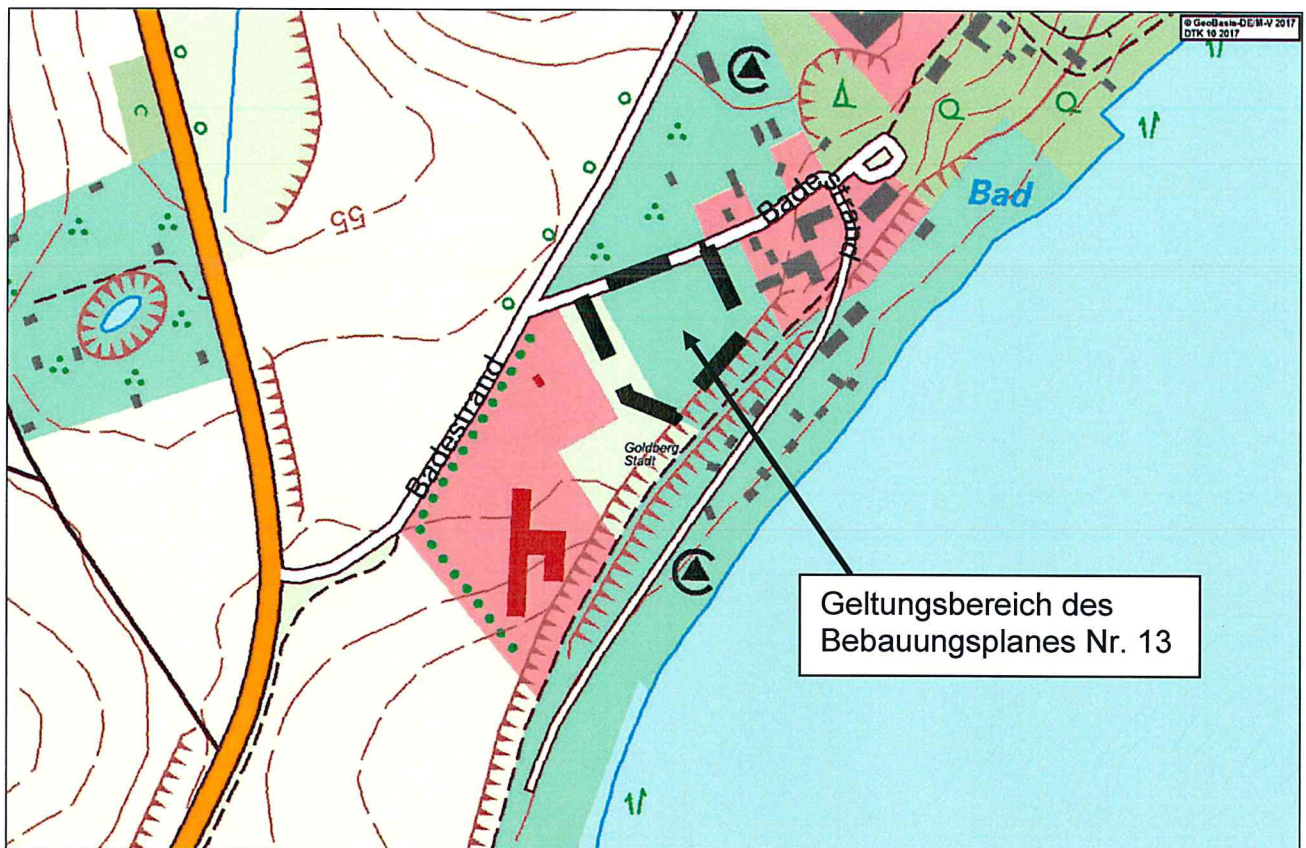 © GeoBasis-DE/M-V 2017
DTK 10 2017
Bad
Badestrand
55
Badestrand
Goldberg,
Stadt
Geltungsbereich des
Bebauungsplanes Nr. 13